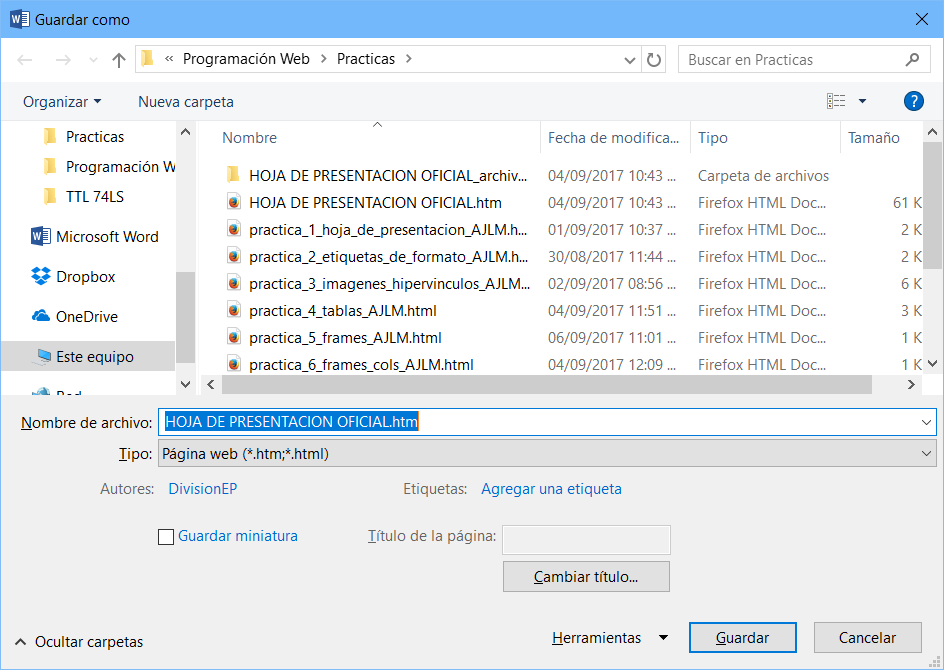 Guardar como
« Programación Web > Practicas >
Buscar en Practicas
Organizar
Nueva carpeta
?
Practicas
Programación W
TTL 74LS
Microsoft Word
Dropbox
OneDrive
Este equipo
Nombre
Fecha de modifica...
Tipo
Tamaño
HOJA DE PRESENTACION OFICIAL_archiv... 04/09/2017 10:43 ... Carpeta de archivos
HOJA DE PRESENTACION OFICIAL.htm 04/09/2017 10:43 ... Firefox HTML Doc... 61 K
practica_1_hoja_de_presentacion_AJLM.h... 01/09/2017 10:37 ... Firefox HTML Doc... 2 K
practica_2_etiquetas_de_formato_AJLM.h... 30/08/2017 11:44 ... Firefox HTML Doc... 2 K
practica_3_imagenes_hipervinculos_AJLM... 02/09/2017 08:56 ... Firefox HTML Doc... 6 K
practica_4_tablas_AJLM.html 04/09/2017 11:51 ... Firefox HTML Doc... 3 K
practica_5_frames_AJLM.html 06/09/2017 11:01 ... Firefox HTML Doc... 1 K
practica_6_frames_cols_AJLM.html 04/09/2017 12:09 ... Firefox HTML Doc... 1 K
Nombre de archivo: HOJA DE PRESENTACION OFICIAL.htm
Tipo: Página web (*.htm;*.html)
Autores: DivisionEP
Etiquetas: Agregar una etiqueta
Guardar miniatura
Título de la página:
Cambiar título...
Ocultar carpetas
Herramientas
Guardar
Cancelar